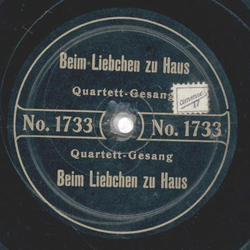 Beim Liebchen zu Haus
Quartett-Gesang
No. 1733 No. 1733
Quartett-Gesang
Beim Liebchen zu Haus